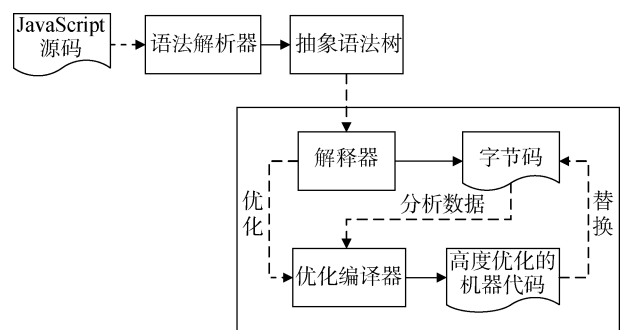 JavaScript
源码
语法解析器
抽象语法树
解释器
字节码
优
化
分析数据
替
换
优化编译器
高度优化的
机器代码